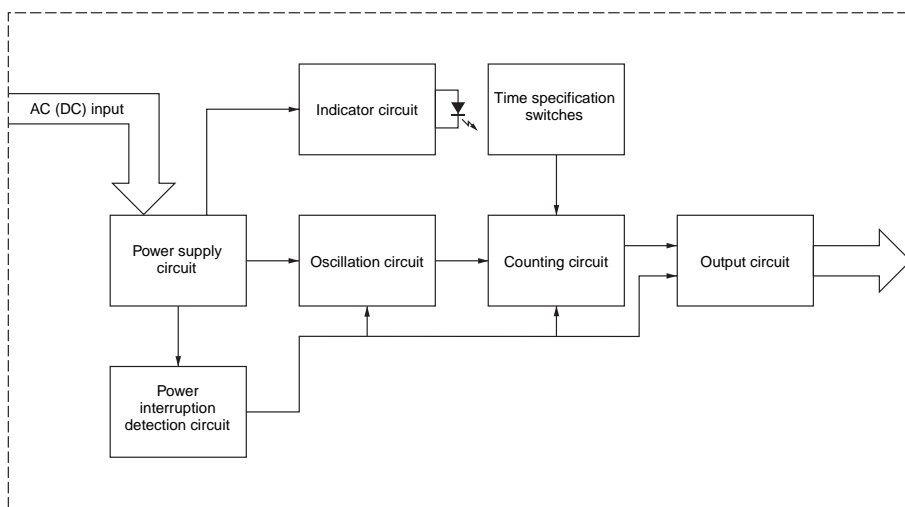 AC (DC) input
Indicator circuit
Time specification
switches
Power supply
circuit
Oscillation circuit
Counting circuit
Output circuit
Power
interruption
detection circuit